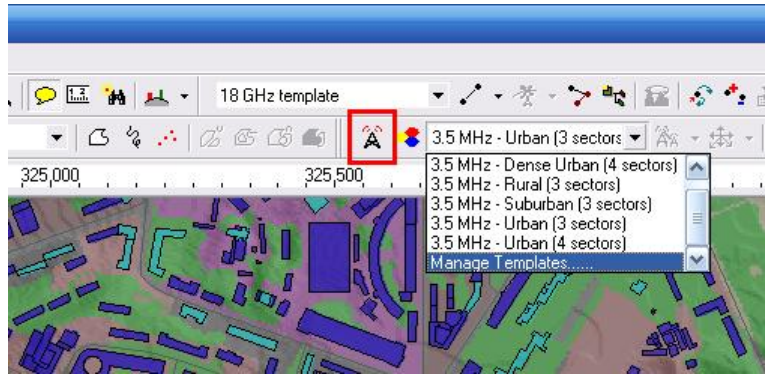 18 GHz template
3.5 MHz - Urban (3 sectors
325,000
325,500
3.5 MHz - Dense Urban (4 sectors)
3.5 MHz - Rural (3 sectors)
3.5 MHz - Suburban (3 sectors)
3.5 MHz - Urban (3 sectors)
3.5 MHz - Urban (4 sectors)
Manage Templates......